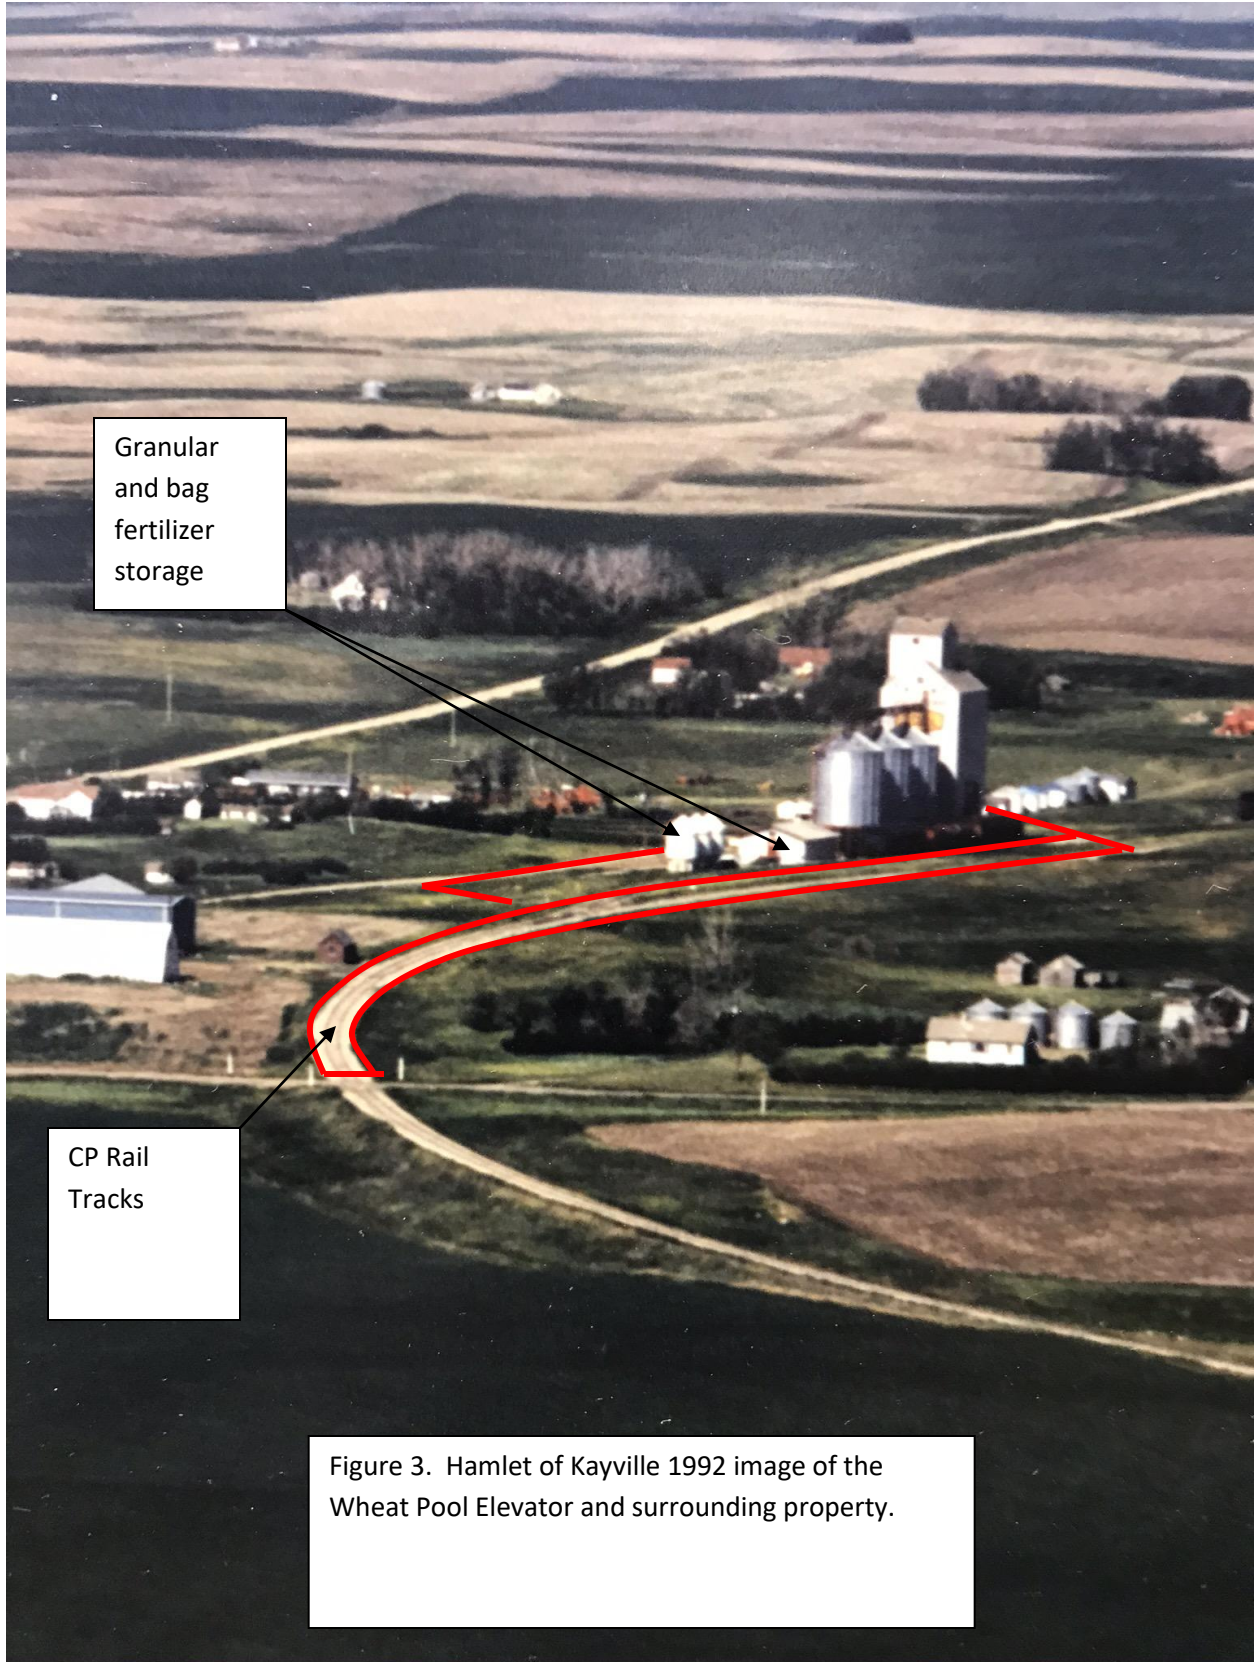 Granular
and bag
fertilizer
storage
CP Rail
Tracks
Figure 3.  Hamlet of Kayville 1992 image of the
Wheat Pool Elevator and surrounding property.